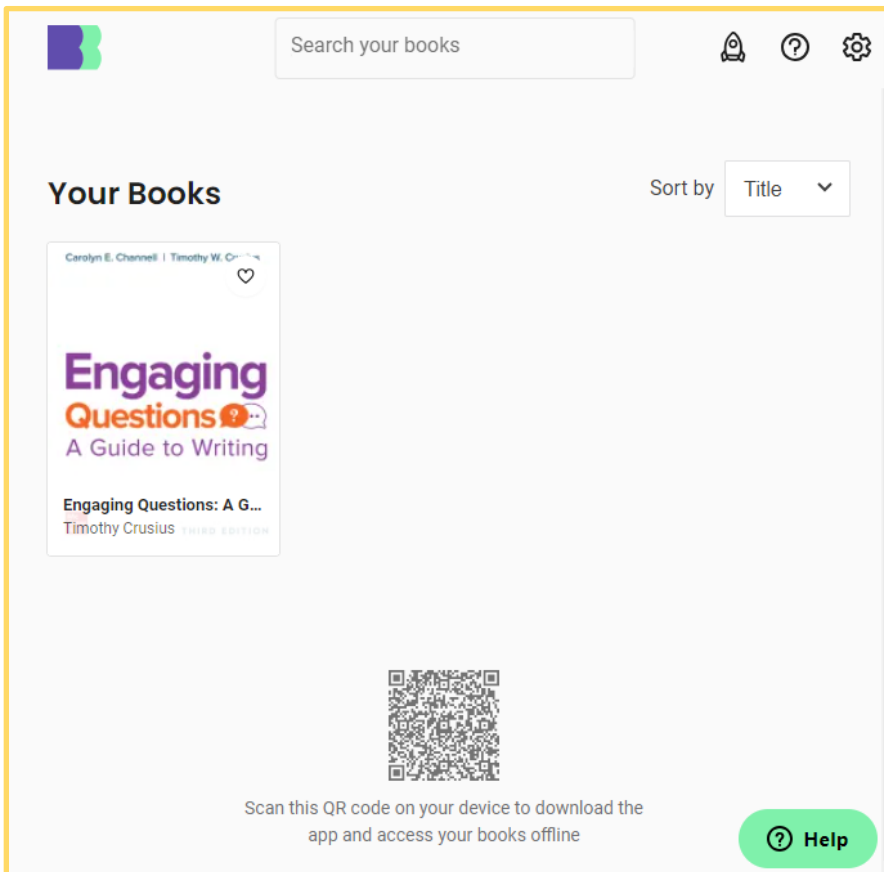 Search your books
Your Books
Sort by Title
Carolyn E. Channell | Timothy W.
Engaging
Questions ?
A Guide to Writing
Engaging Questions: A G...
Timothy Crusius THIRD EDITION
Scan this QR code on your device to download the
app and access your books offline
Help